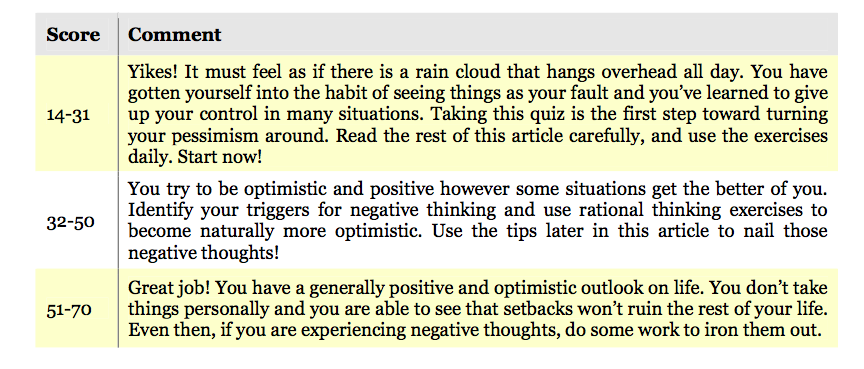 Score Comment
Yikes! It must feel as if there is a rain cloud that hangs overhead all day. You have
gotten yourself into the habit of seeing things as your fault and you've learned to give
14-31 up your control in many situations. Taking this quiz is the first step toward turning
your pessimism around. Read the rest of this article carefully, and use the exercises
daily. Start now!
You try to be optimistic and positive however some situations get the better of you.
32-50 Identify your triggers for negative thinking and use rational thinking exercises to
become naturally more optimistic. Use the tips later in this article to nail those
negative thoughts!
Great job! You have a generally positive and optimistic outlook on life. You don't take
51-70 things personally and you are able to see that setbacks won't ruin the rest of your life.
Even then, if you are experiencing negative thoughts, do some work to iron them out.